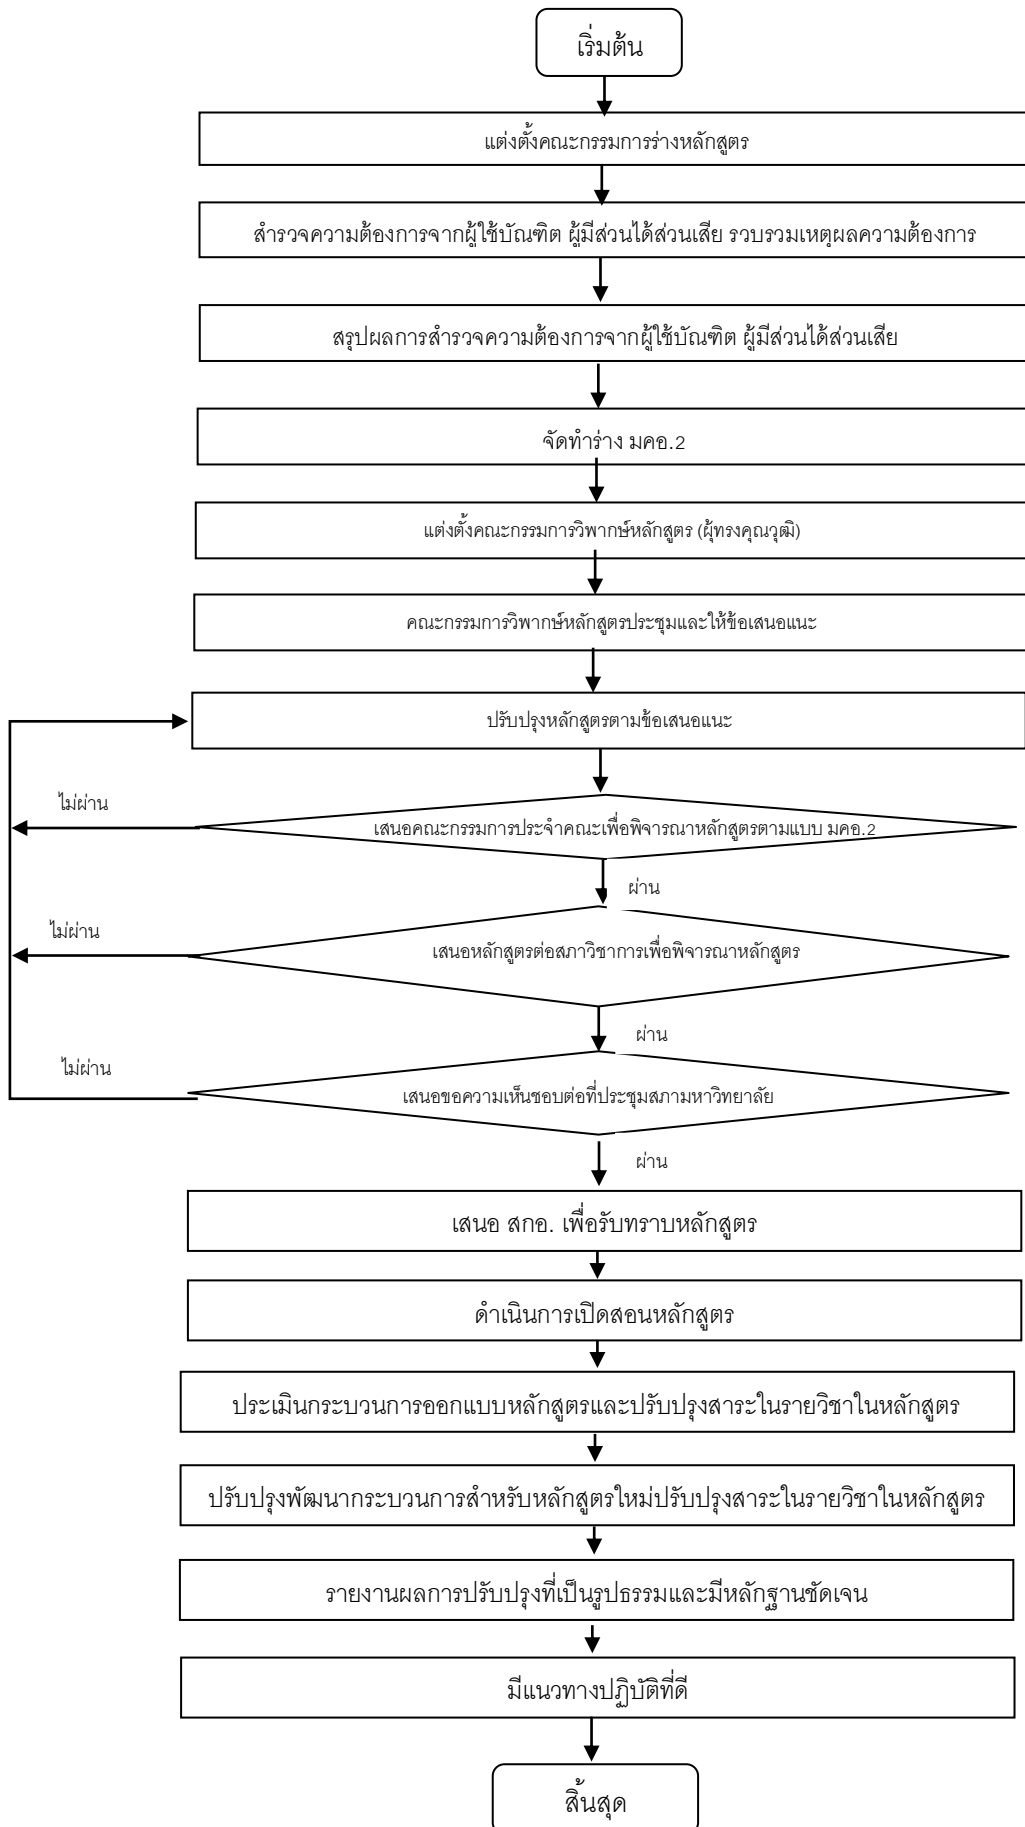 เริ่มต้น
แต่งตั้งคณะกรรมการร่างหลักสูตร
สำรวจความต้องการจากผู้ใช้บัณฑิต ผู้มีส่วนได้ส่วนเสีย รวบรวมเหตุผลความต้องการ
สรุปผลการสำรวจความต้องการจากผู้ใช้บัณฑิต ผู้มีส่วนได้ส่วนเสีย
จัดทำร่าง มคอ.2
แต่งตั้งคณะกรรมการวิพากษ์หลักสูตร (ผู้ทรงคุณวุฒิ)
คณะกรรมการวิพากษ์หลักสูตรประชุมและให้ข้อเสนอแนะ
ปรับปรุงหลักสูตรตามข้อเสนอแนะ
ไม่ผ่าน
เสนอคณะกรรมการประจำคณะเพื่อพิจารณาหลักสูตรตามแบบ มคอ.2
ผ่าน
ไม่ผ่าน
เสนอหลักสูตรต่อสภาวิชาการเพื่อพิจารณาหลักสูตร
ผ่าน
ไม่ผ่าน
เสนอขอความเห็นชอบต่อที่ประชุมสภามหาวิทยาลัย
ผ่าน
เสนอ สกอ. เพื่อรับทราบหลักสูตร
ดำเนินการเปิดสอนหลักสูตร
ประเมินกระบวนการออกแบบหลักสูตรและปรับปรุงสาระในรายวิชาในหลักสูตร
ปรับปรุงพัฒนากระบวนการสำหรับหลักสูตรใหม่ปรับปรุงสาระในรายวิชาในหลักสูตร
รายงานผลการปรับปรุงที่เป็นรูปธรรมและมีหลักฐานชัดเจน
มีแนวทางปฏิบัติที่ดี
สิ้นสุด